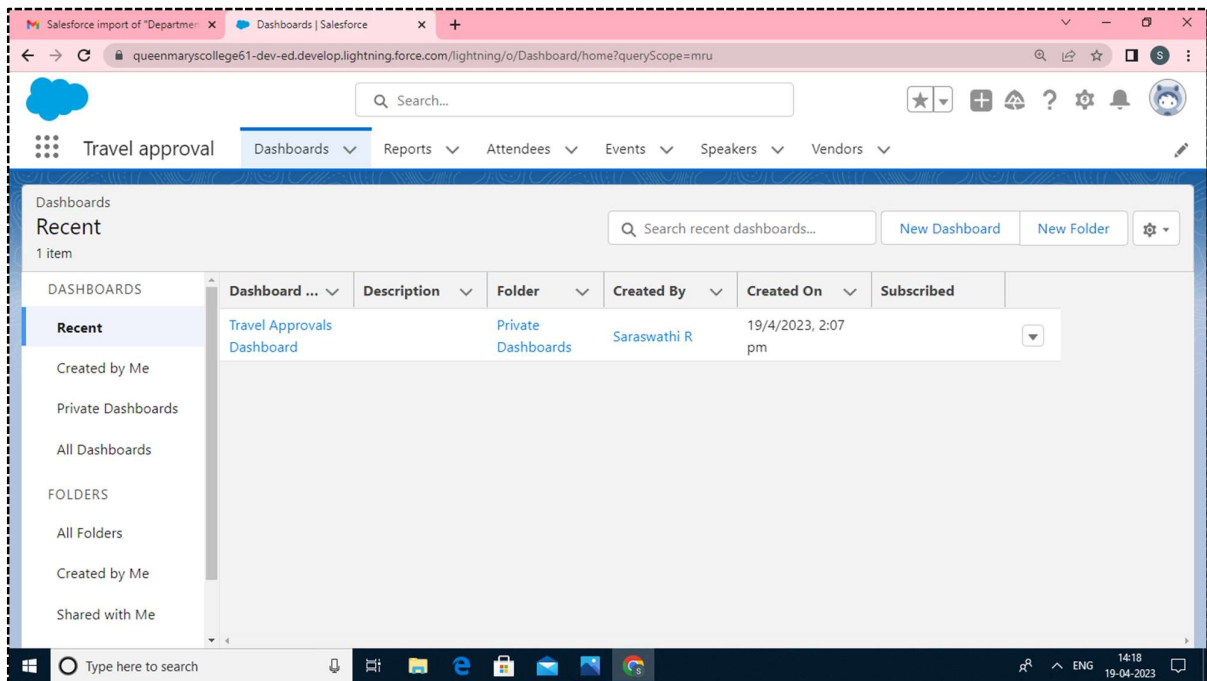 Salesforce import of "Departmen
Dashboards | Salesforce
queenmaryscollege61-dev-ed.develop.lightning.force.com/lightning/o/Dashboard/home?queryScope=mru
S
Search...
Travel approval
Dashboards
Reports
Attendees
Events
Speakers
Vendors
Dashboards
Recent
1 item
Search recent dashboards...
New Dashboard
New Folder
DASHBOARDS
Recent
Created by Me
Private Dashboards
All Dashboards
FOLDERS
All Folders
Created by Me
Shared with Me
Dashboard ...
Description
Folder
Created By
Created On
Subscribed
Travel Approvals
Dashboard
Private
Dashboards
Saraswathi R
19/4/2023, 2:07
pm
Type here to search
ENG
14:18
19-04-2023